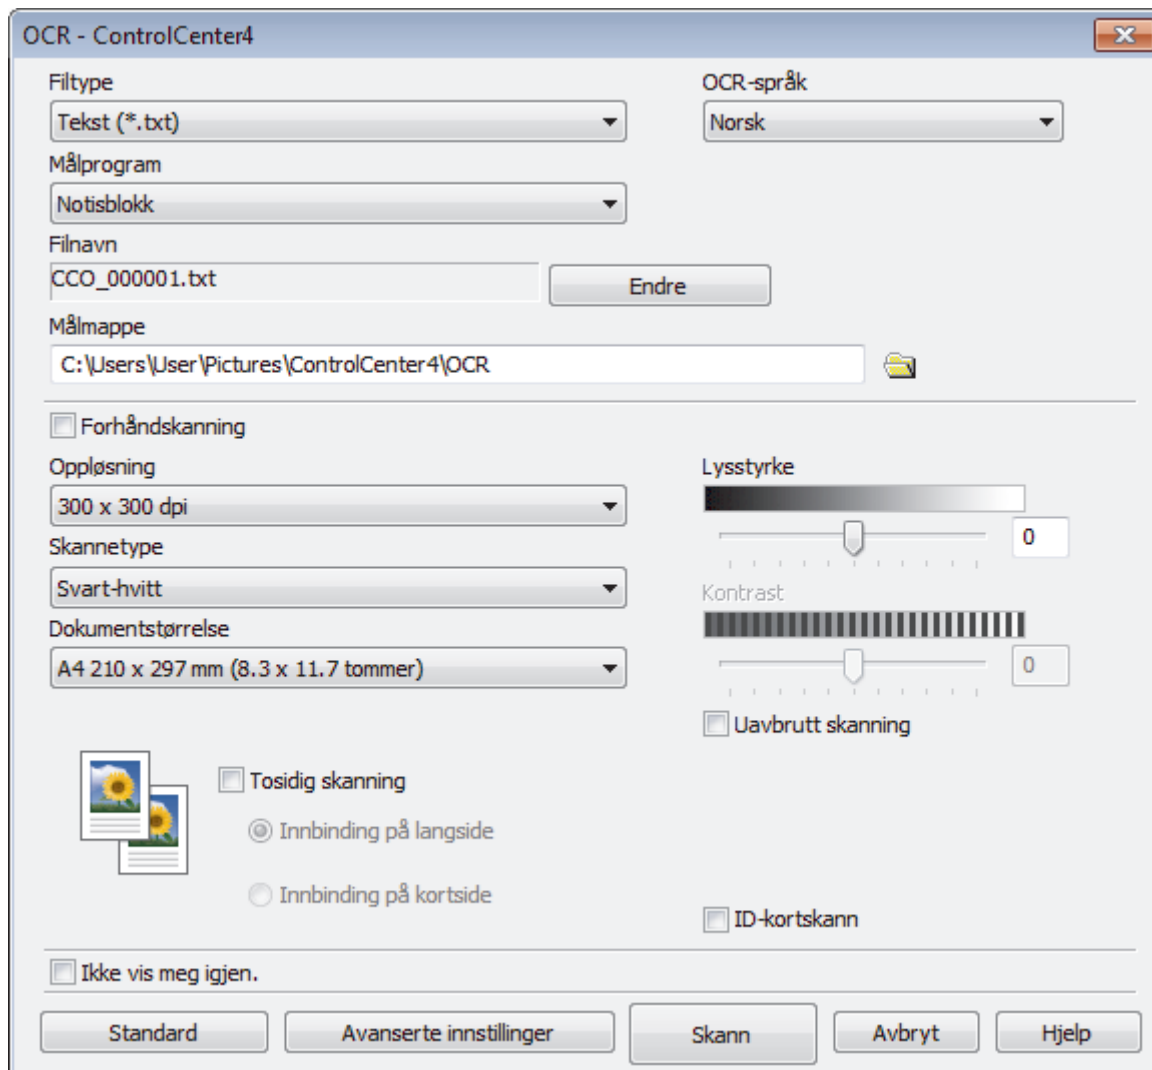 OCR - ControlCenter4
Filtype
OCR-språk
Tekst (*.txt)
Norsk
Målprogram
Notisblokk
Filnavn
CCO_000001.txt
Endre
Målmappe
C:\Users\User\Pictures\ControlCenter4\OCR
Forhåndskanning
Oppløsning
Lysstyrke
300 x 300 dpi
0
Skannetype
Svart-hvitt
Kontrast
Dokumentstørrelse
A4 210 x 297 mm (8.3 x 11.7 tommer)
0
Uavbrutt skanning
Tosidig skanning
Innbinding på langside
Innbinding på kortside
ID-kortskann
Ikke vis meg igjen.
Standard
Avanserte innstillinger
Skann
Avbryt
Hjelp